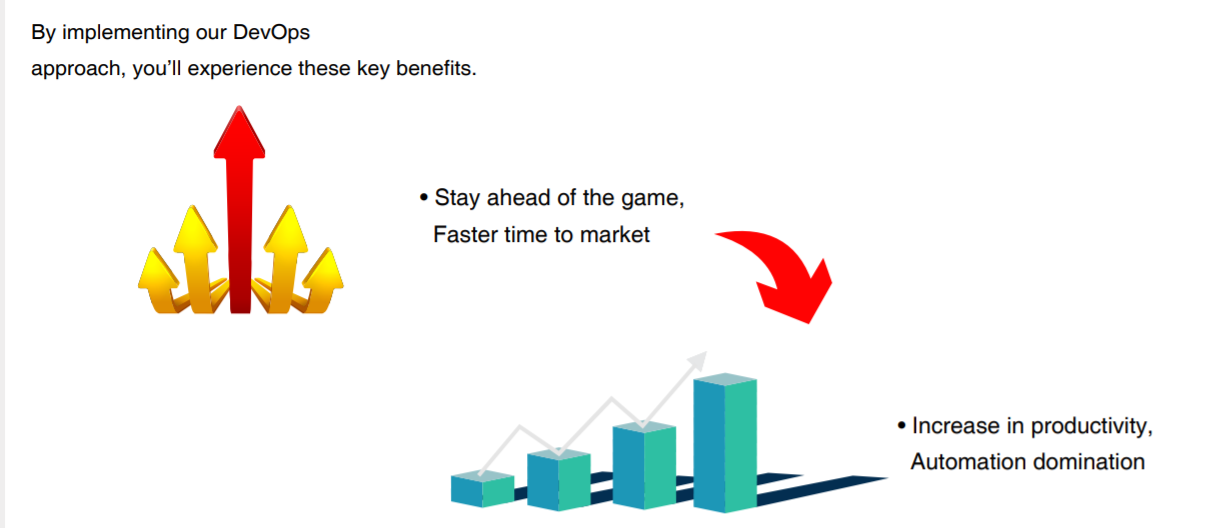 By implementing our DevOps
approach, you’ll experience these key benefits.
• Stay ahead of the game,
Faster time to market
• Increase in productivity,
Automation domination